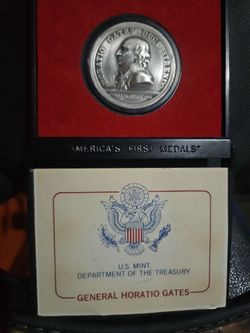 HORATIO GATES DUCI STRENUO
"AMERICA'S FIRST MEDALS"
U.S. MINT
DEPARTMENT OF THE TREASURY
GENERAL HORATIO GATES